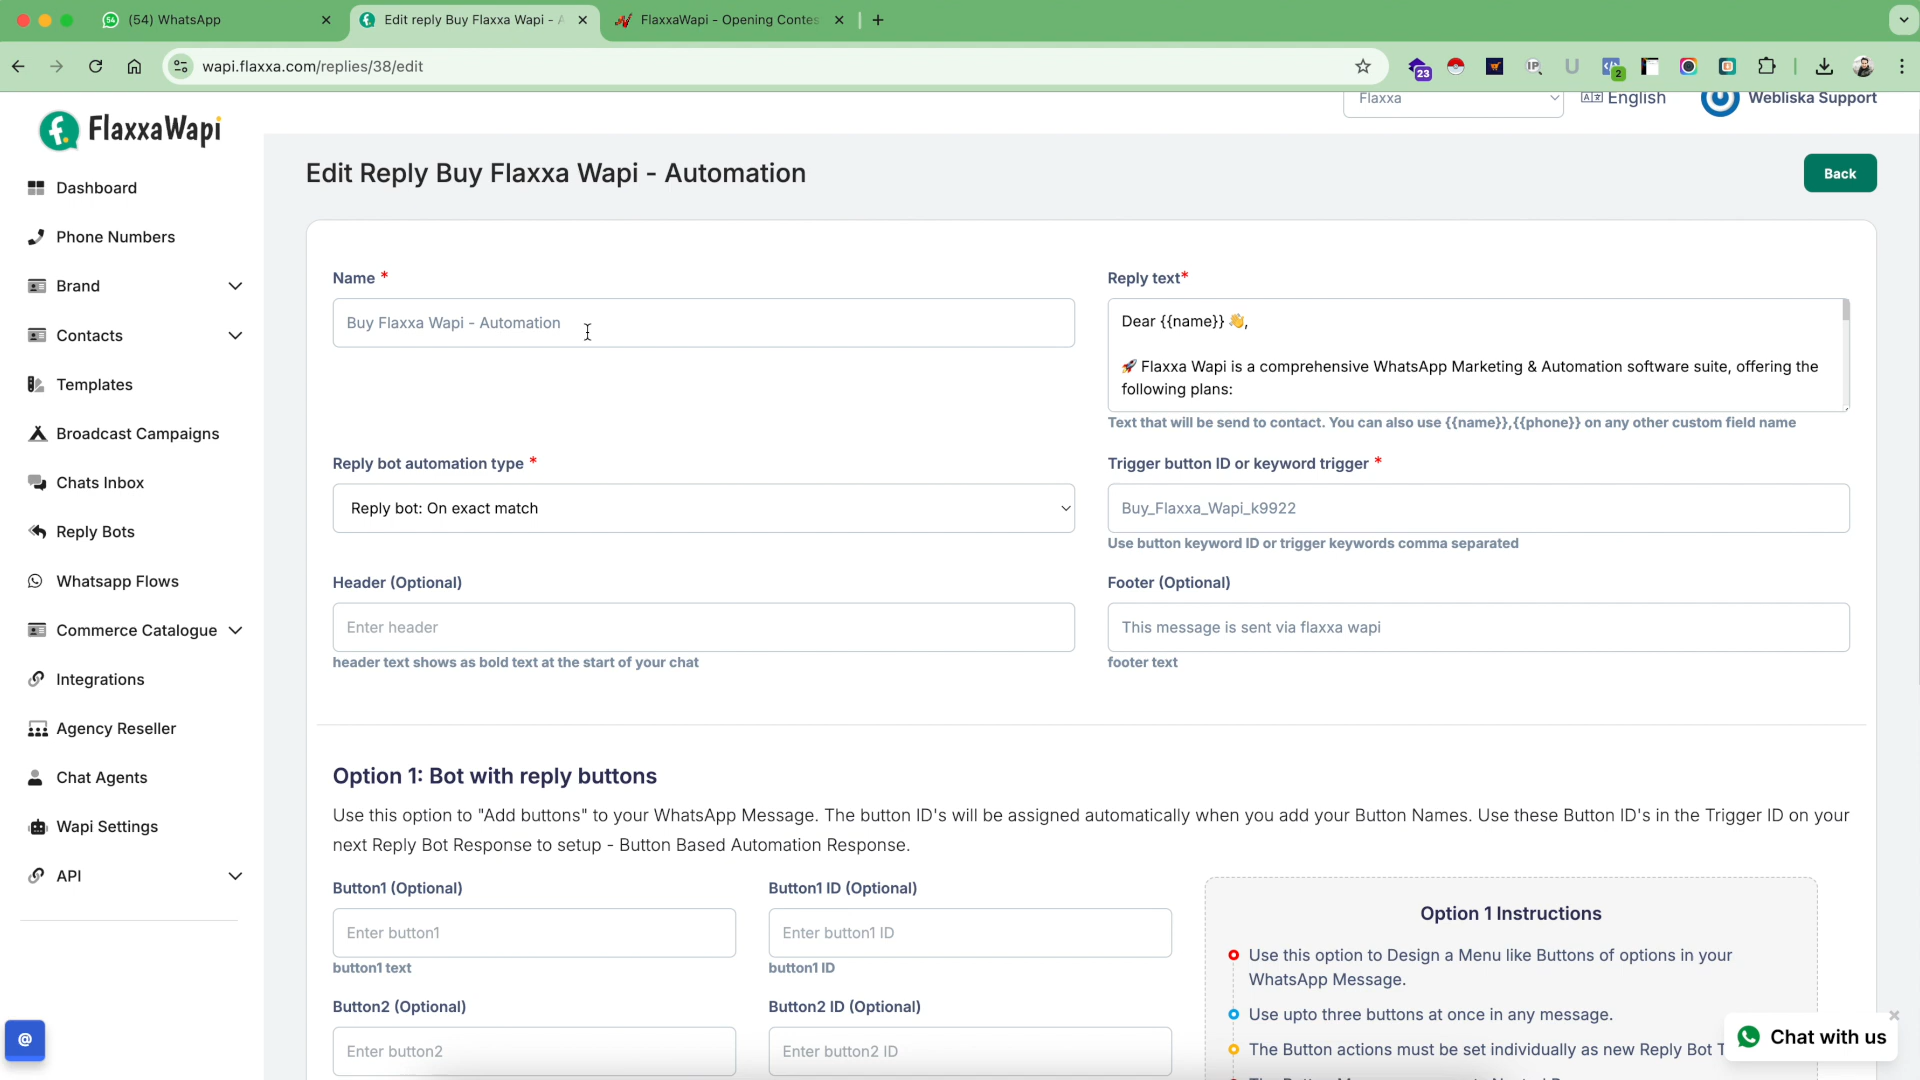 (54) WhatsApp
Edit reply Buy Flaxxa Wapi - A
FlaxxaWapi - Opening Contes
wapi.flaxxa.com/replies/38/edit
23
IP
U
2
f.
FlaxxaWapi
Flaxxa
English
Webliska Support
Dashboard
Phone Numbers
Brand
Contacts
Templates
Broadcast Campaigns
Chats Inbox
Reply Bots
Whatsapp Flows
Commerce Catalogue
Integrations
Agency Reseller
Chat Agents
Wapi Settings
API
@
Edit Reply Buy Flaxxa Wapi - Automation
Back
Name *
Buy Flaxxa Wapi - Automation
Reply text*
Dear {{name}} 👋,
🚀 Flaxxa Wapi is a comprehensive WhatsApp Marketing & Automation software suite, offering the
following plans:
Text that will be send to contact. You can also use {{name}},{{phone}} on any other custom field name
Reply bot automation type *
Reply bot: On exact match
Trigger button ID or keyword trigger *
Buy_Flaxxa_Wapi_k9922
Use button keyword ID or trigger keywords comma separated
Header (Optional)
Enter header
header text shows as bold text at the start of your chat
Footer (Optional)
This message is sent via flaxxa wapi
footer text
Option 1: Bot with reply buttons
Use this option to "Add buttons" to your WhatsApp Message. The button ID's will be assigned automatically when you add your Button Names. Use these Button ID's in the Trigger ID on your
next Reply Bot Response to setup - Button Based Automation Response.
Button1 (Optional)
Enter button1
button1 text
Button1 ID (Optional)
Enter button1 ID
button1 ID
Button2 (Optional)
Enter button2
Button2 ID (Optional)
Enter button2 ID
Option 1 Instructions
Use this option to Design a Menu like Buttons of options in your
WhatsApp Message.
Use upto three buttons at once in any message.
The Button actions must be set individually as new Reply Bot T
Chat with us